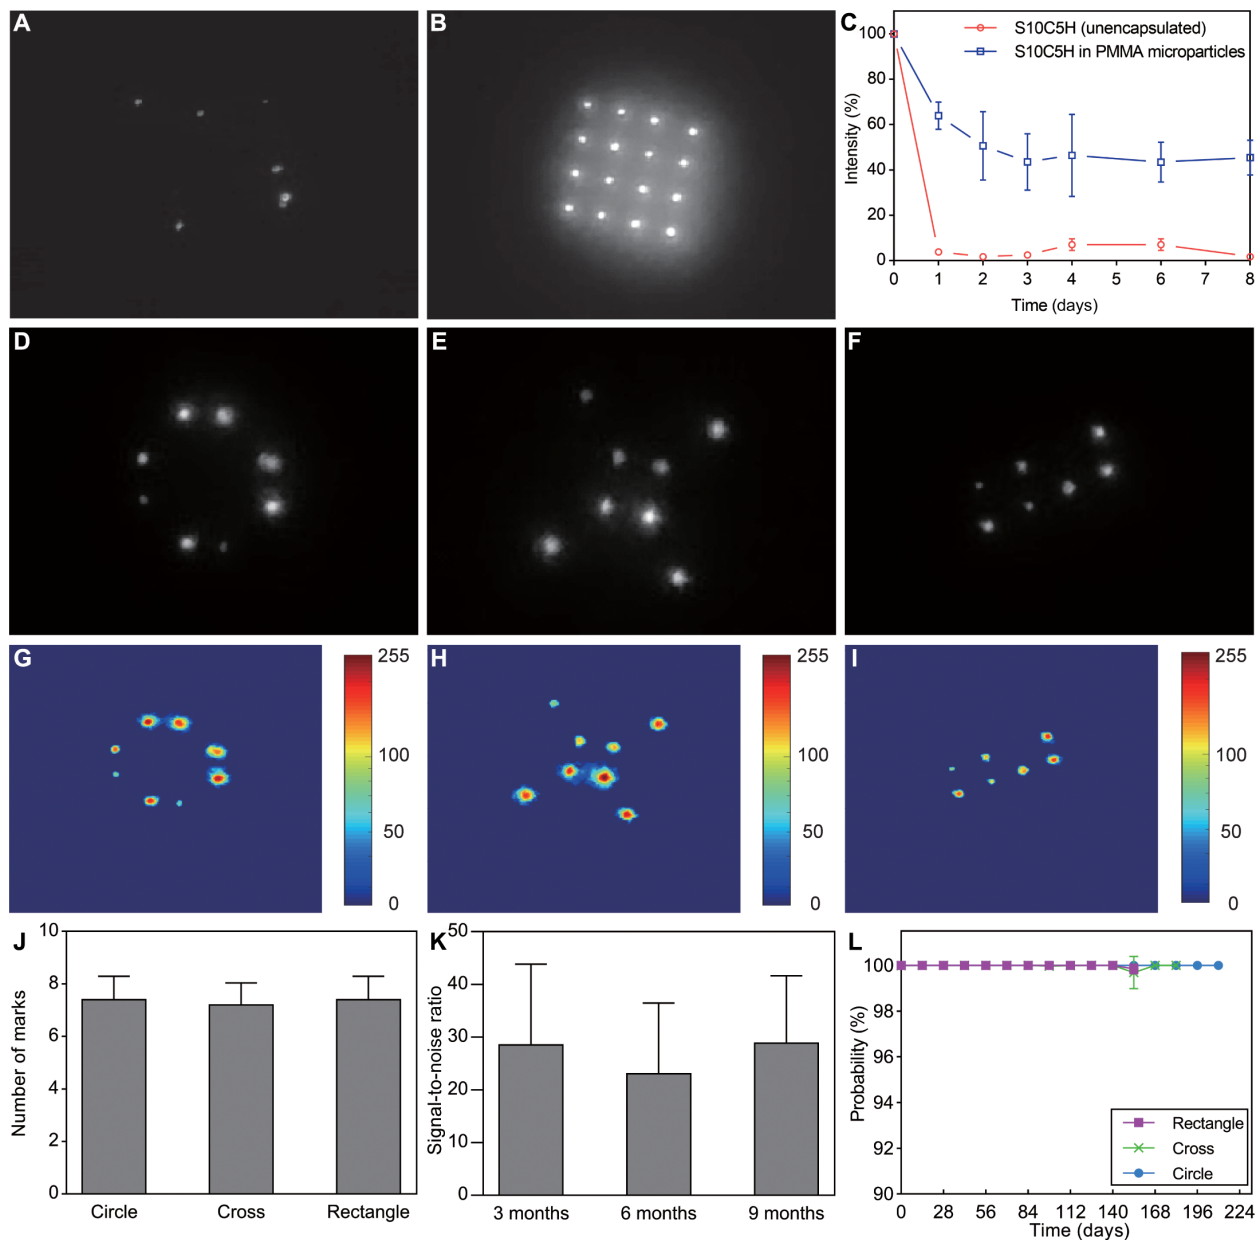 A
B
C
S10C5H (unencapsulated)
S10C5H in PMMA microparticles
100
80
60
40
20
0
Intensity (%)
0 1 2 3 4 5 6 7 8
Time (days)
D
E
F
G
255
100
50
0
H
255
100
50
0
I
255
100
50
0
J
10
8
6
4
2
0
Number of marks
Circle Cross Rectangle
K
50
40
30
20
10
0
Signal-to-noise ratio
3 months 6 months 9 months
L
100
98
96
94
92
90
Probability (%)
Rectangle
Cross
Circle
0 28 56 84 112 140 168 196 224
Time (days)